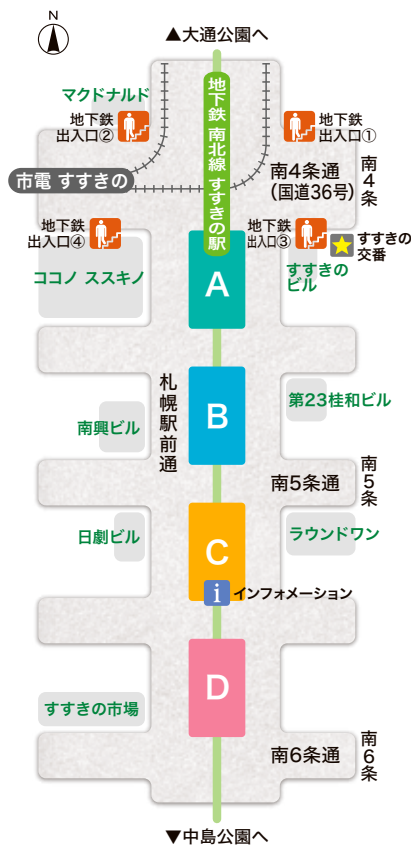 N
▲大通公園へ
マクドナルド
地下鉄
出入口②
地下鉄
出入口①
地下鉄 南北線 すすきの駅
市電 すすきの
南4条通
(国道36号)
南4条
地下鉄
出入口④
地下鉄
出入口③
すすきの
交番
ココノ ススキノ
A
すすきの
ビル
札幌駅前通
B
第23桂和ビル
南興ビル
南5条通
南5条
日劇ビル
C
ラウンドワン
i
インフォメーション
D
すすきの市場
南6条通
南6条
▼中島公園へ